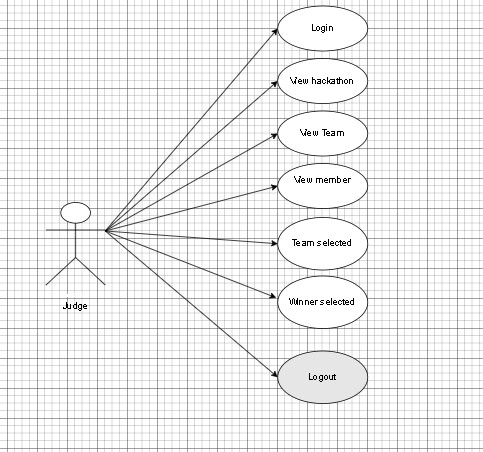 Login
View hackathon
View Team
View member
Team selected
Winner selected
Logout
Judge